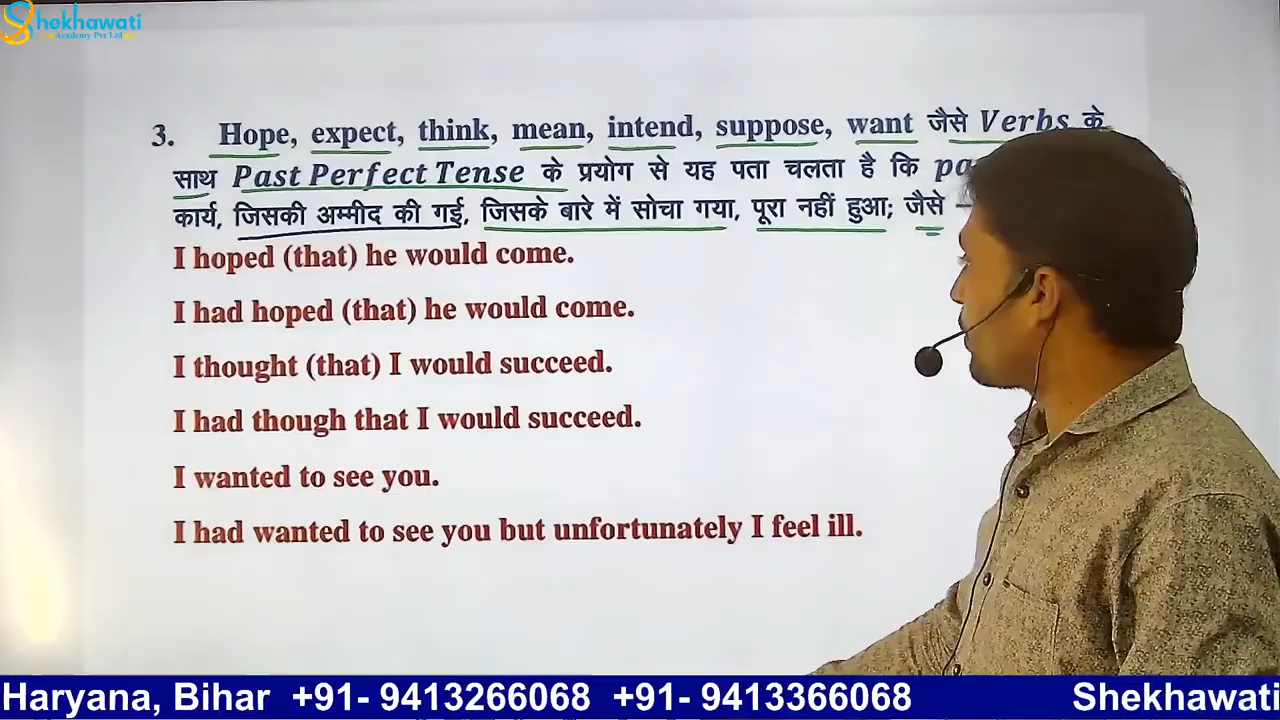 Shekhawati
Academy Pvt Ltd
3. Hope, expect, think, mean, intend, suppose, want जैसे Verbs के
साथ Past Perfect Tense के प्रयोग से यह पता चलता है कि
कार्य, जिसकी अम्मीद की गई, जिसके बारे में सोचा गया, पूरा नहीं हुआ; जैसे –
I hoped (that) he would come.
I had hoped (that) he would come.
I thought (that) I would succeed.
I had though that I would succeed.
I wanted to see you.
I had wanted to see you but unfortunately I feel ill.
Haryana, Bihar +91- 9413266068 +91- 9413366068 Shekhawati